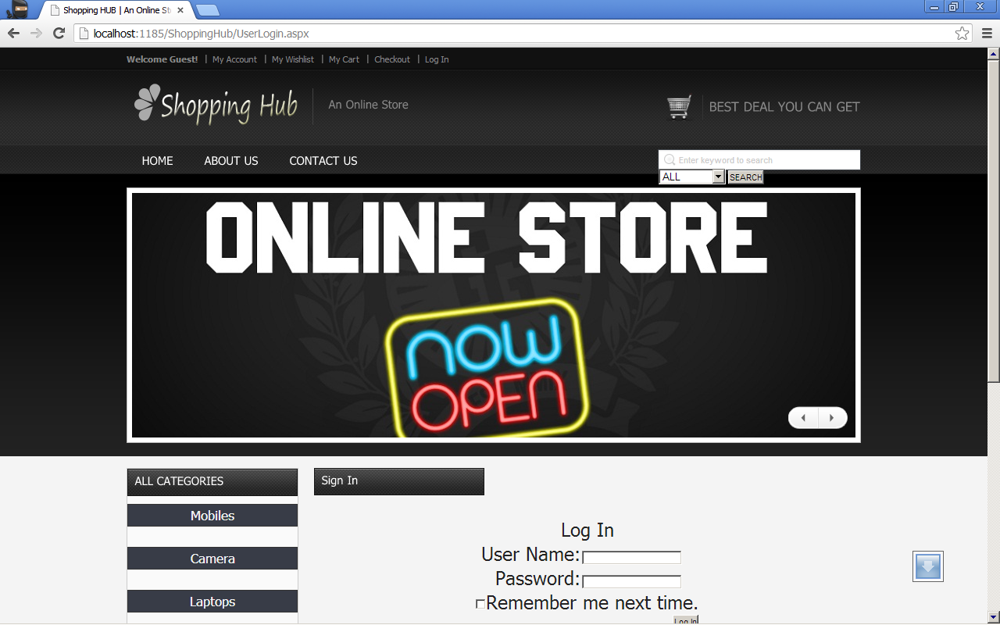 Shopping HUB | An Online St
localhost:1185/ShoppingHub/UserLogin.aspx
Welcome Guest! | My Account | My Wishlist | My Cart | Checkout | Log In
Shopping Hub
An Online Store
BEST DEAL YOU CAN GET
HOME ABOUT US CONTACT US
Enter keyword to search
ALL SEARCH
ONLINE STORE
NOW
OPEN
ALL CATEGORIES
Sign In
Mobiles
Camera
Laptops
Log In
User Name:
Password:
Remember me next time.
Log In